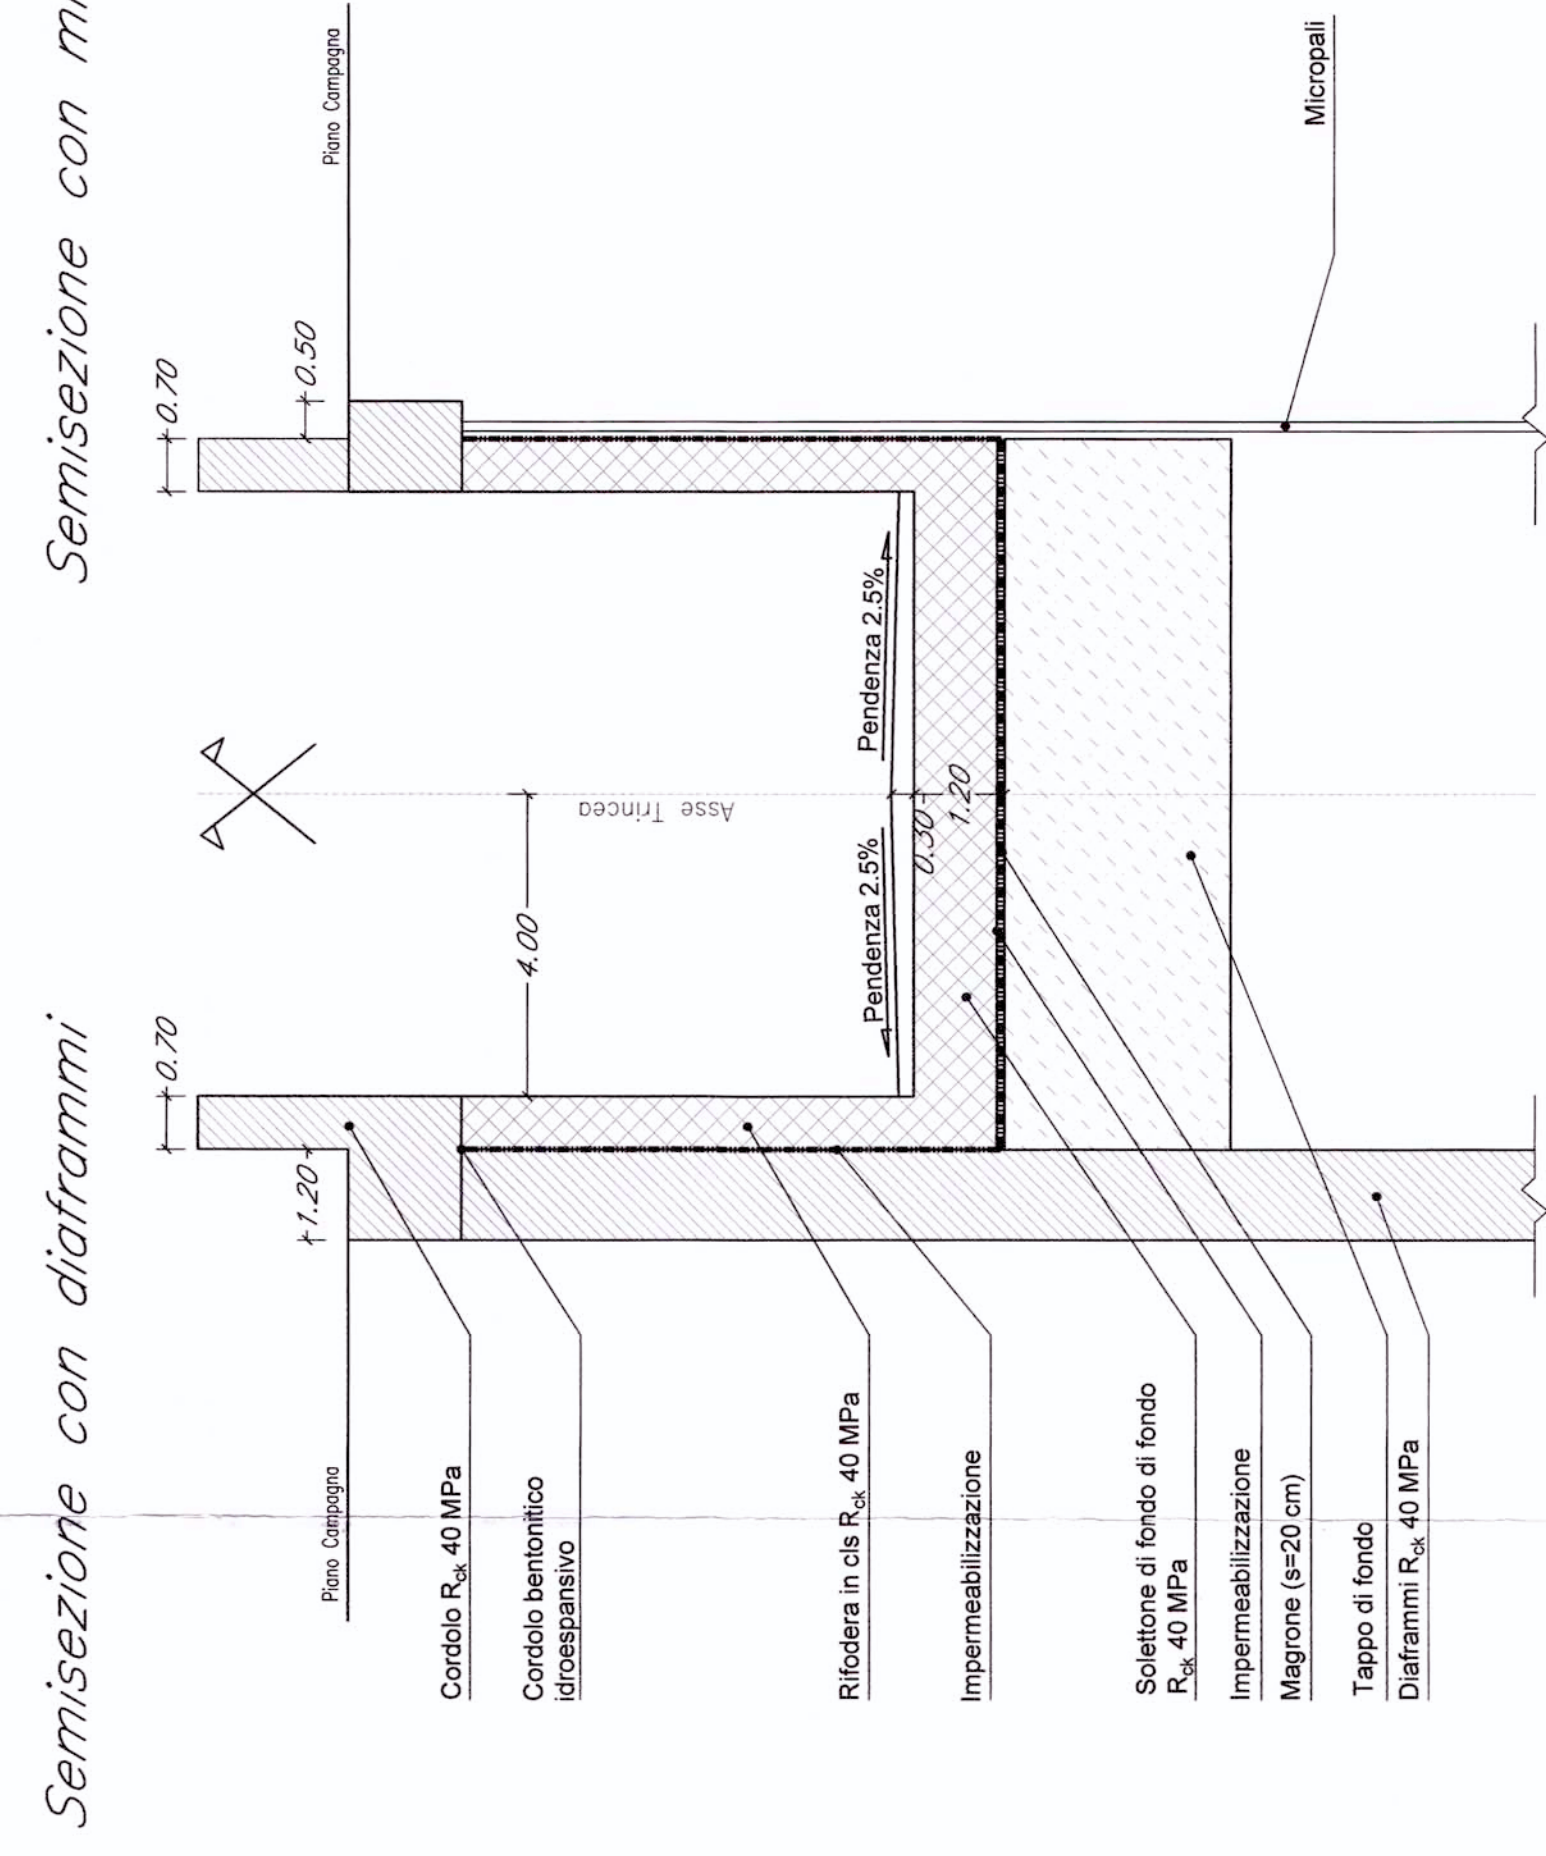 Semisezione con diaframmi
Semisezione con
0.70
0.70
1.20
0.50
Piano Campagna
Piano Campagna
Cordolo Rck 40 MPa
Cordolo bentonitico
idroespansivo
4.00
Asse Trincea
Rifodera in cls Rck 40 MPa
Pendenza 2.5%
Pendenza 2.5%
0.30
1.20
Impermeabilizzazione
Solettone di fondo di fondo
Rck 40 MPa
Impermeabilizzazione
Magrone (s=20 cm)
Tappo di fondo
Diaframmi Rck 40 MPa
Micropali